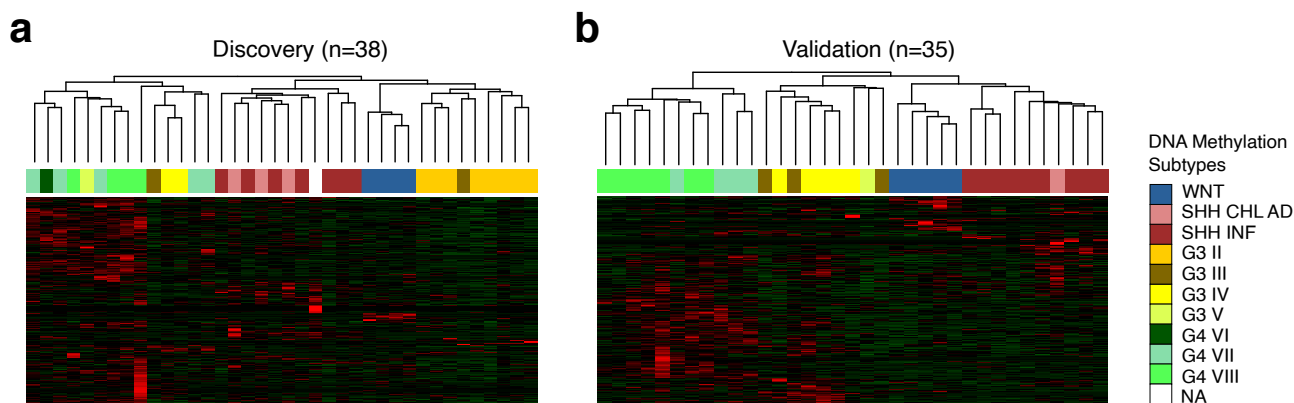 a
Discovery (n=38)
b
Validation (n=35)
DNA Methylation
Subtypes
WNT
SHH CHL AD
SHH INF
G3 II
G3 III
G3 IV
G3 V
G4 VI
G4 VII
G4 VIII
NA